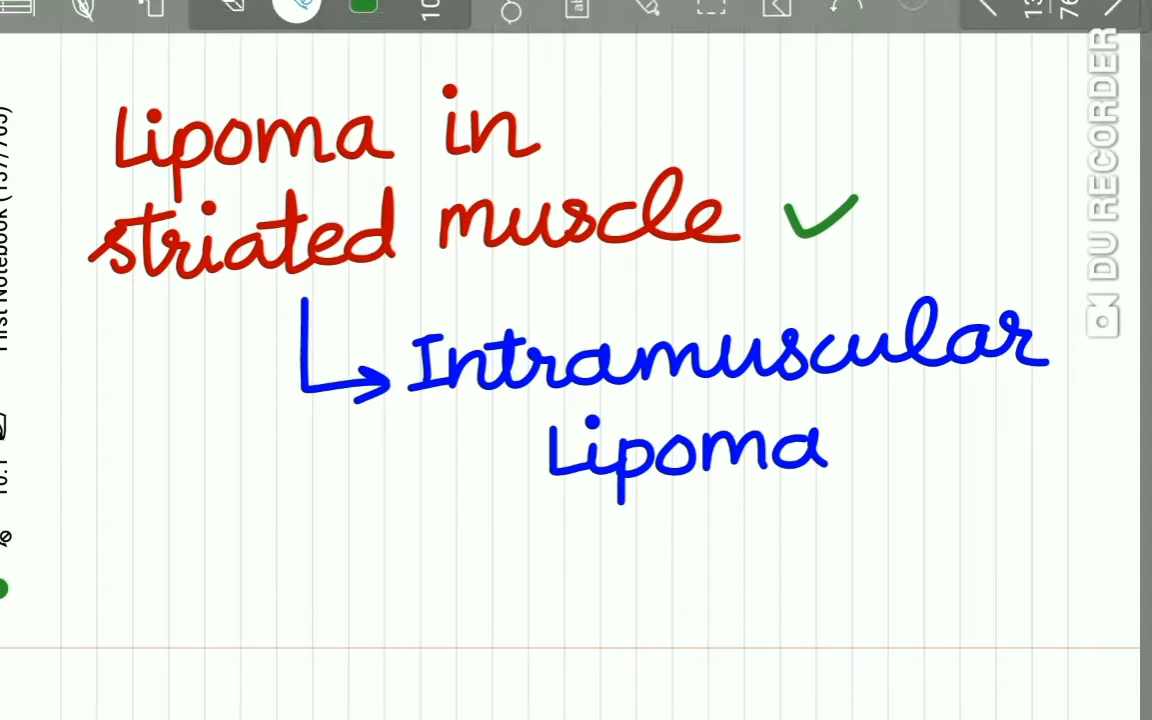 Lipoma in
striated muscle
Intramuscular
Lipoma
DU RECORDER